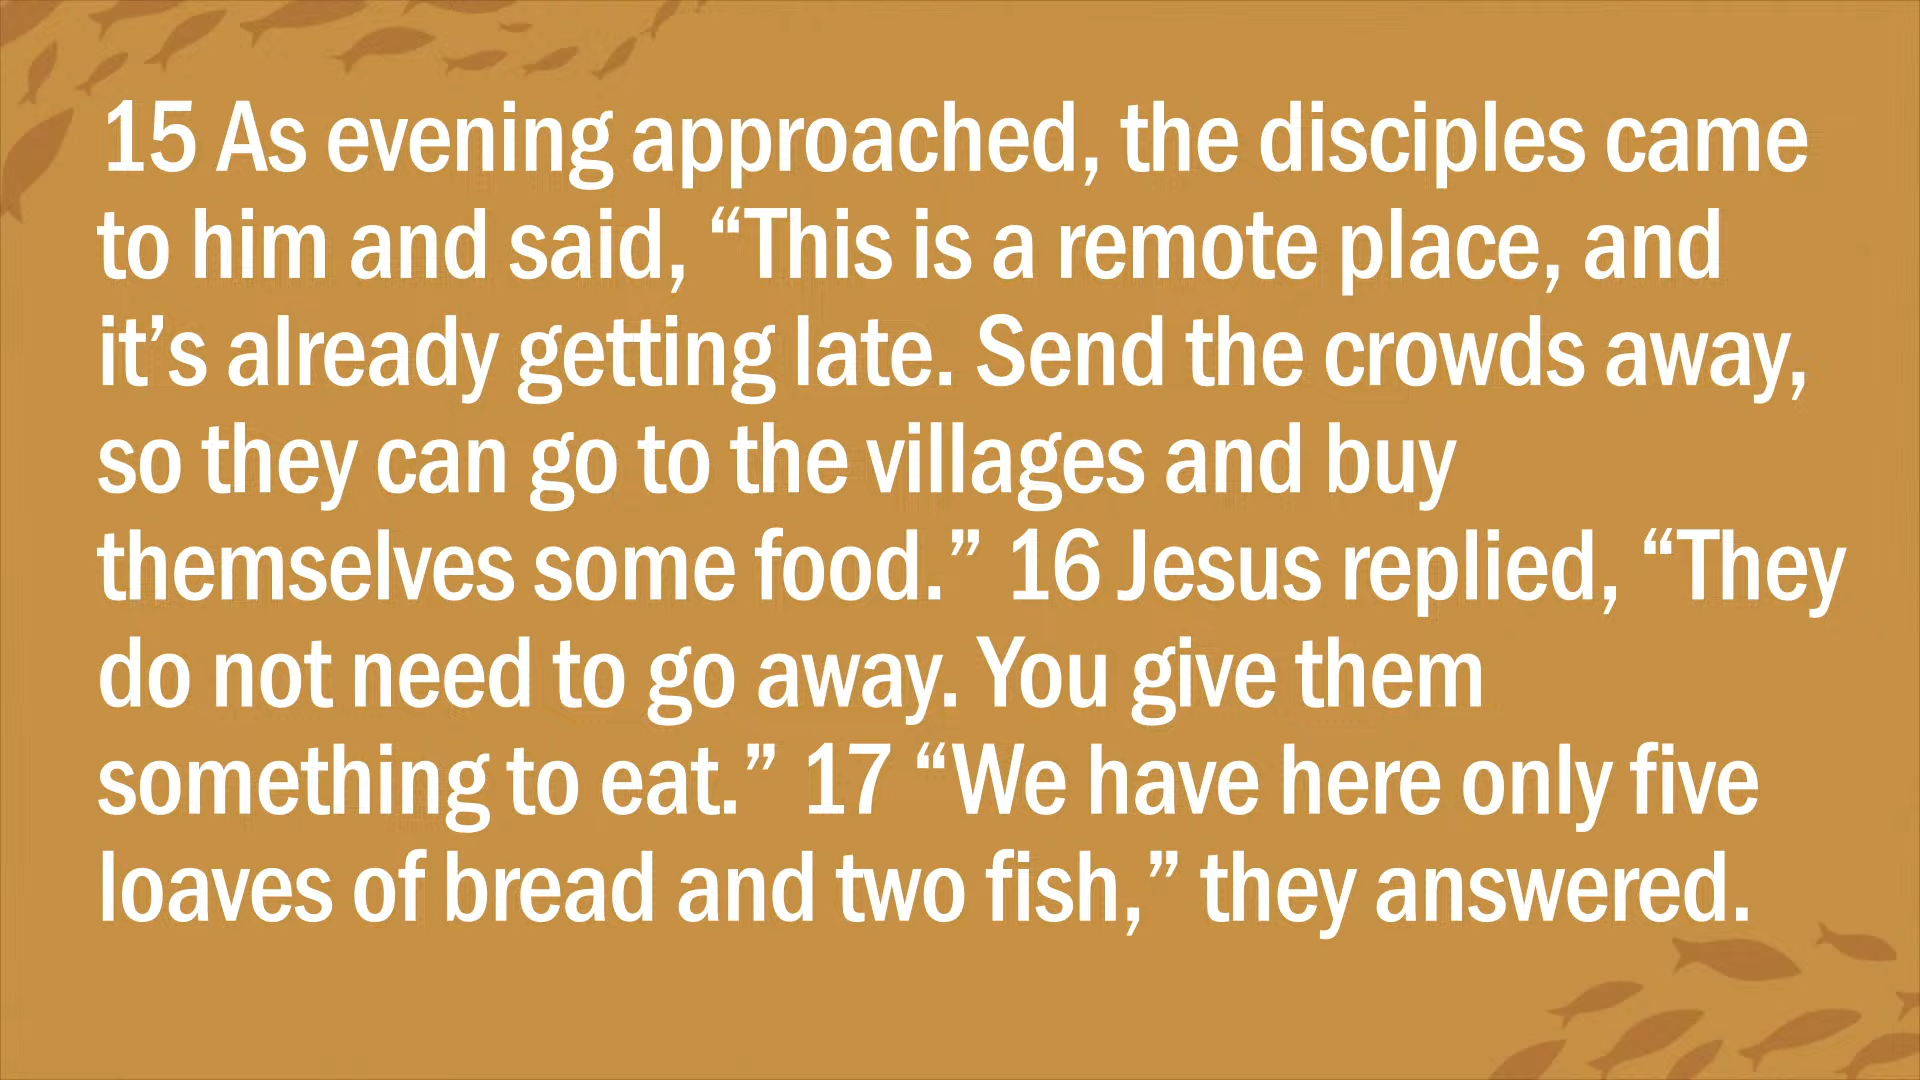 15 As evening approached, the disciples came
to him and said, “This is a remote place, and
it’s already getting late. Send the crowds away,
so they can go to the villages and buy
themselves some food.” 16 Jesus replied, “They
do not need to go away. You give them
something to eat.” 17 “We have here only five
loaves of bread and two fish,” they answered.